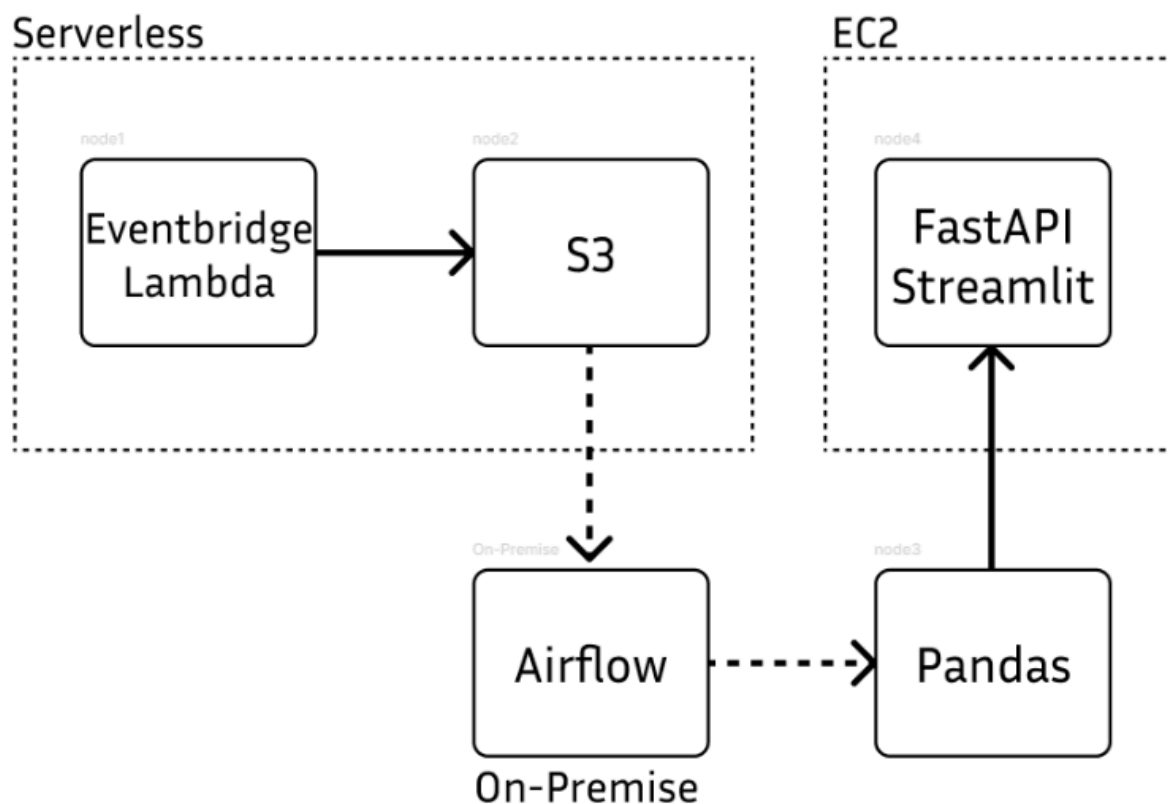 Serverless
EC2
node1
node2
node4
Eventbridge
Lambda
S3
FastAPI
Streamlit
On-Premise
node3
Airflow
Pandas
On-Premise